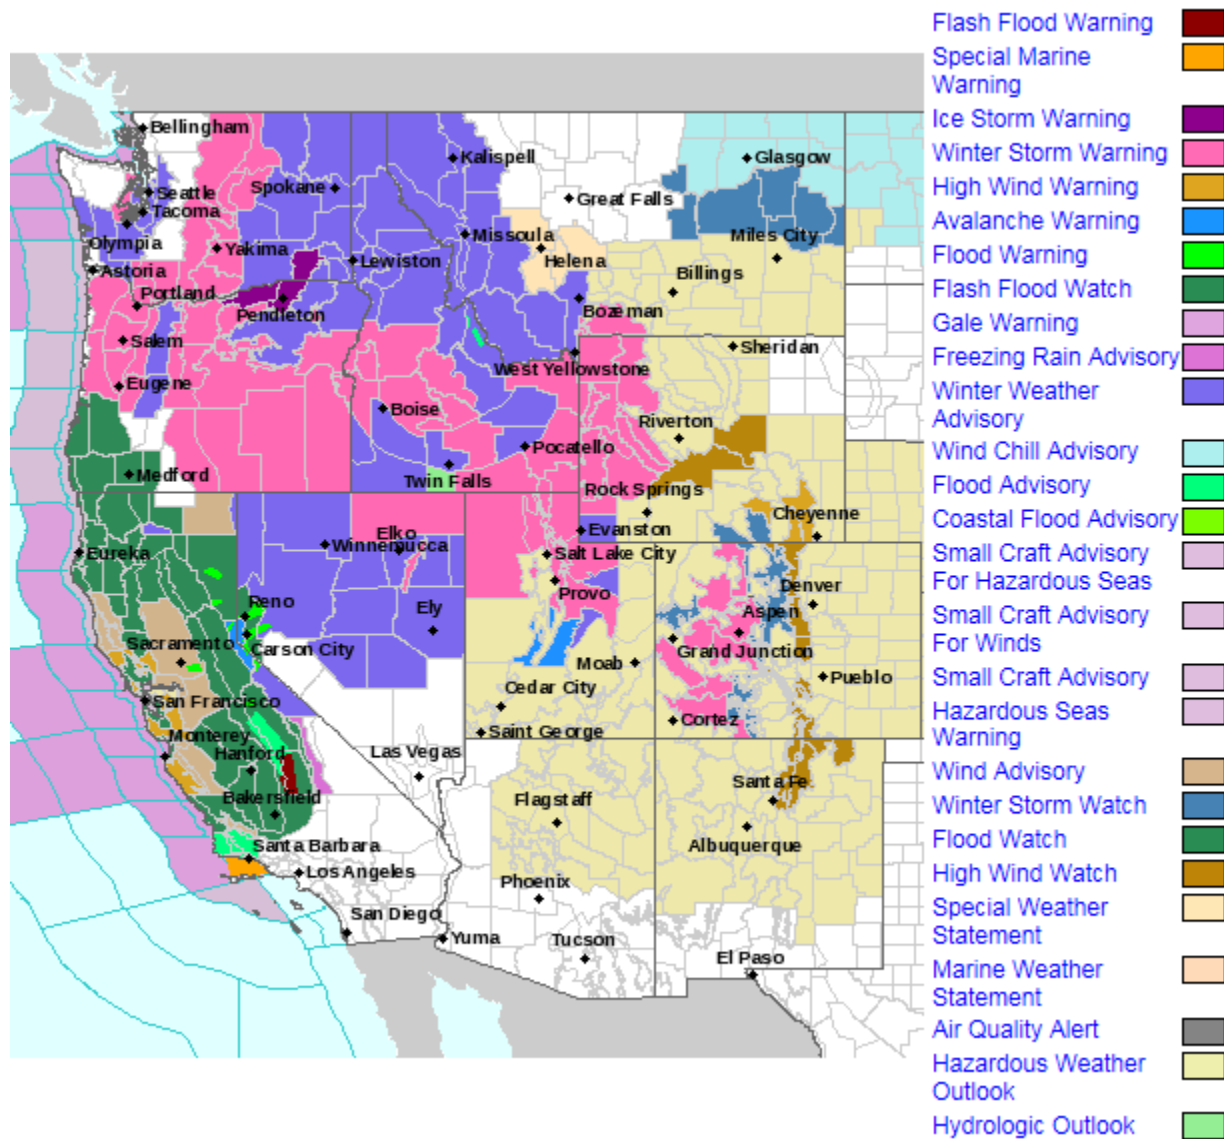 Bellingham
Kalispell
Glasgow
Spokane
Seattle
Great Falls
Tacoma
Olympia
Yakima
Missoula
Miles City
Helena
Lewiston
Astoria
Billings
Portland
Pendleton
Bozeman
Salem
Sheridan
West Yellowstone
Eugene
Boise
Riverton
Pocatello
Medford
Twin Falls
Rock Springs
Cheyenne
Elko
Evanston
Winnemucca
Eureka
Salt Lake City
Denver
Provo
Reno
Ely
Aspen
Sacramento
Carson City
Grand Junction
Moab
Pueblo
Cedar City
San Francisco
Cortez
Monterey
Saint George
Hanford
Las Vegas
Santa Fe
Bakersfield
Flagstaff
Santa Barbara
Albuquerque
Los Angeles
Phoenix
San Diego
Yuma
Tucson
El Paso
Flash Flood Warning
Special Marine
Warning
Ice Storm Warning
Winter Storm Warning
High Wind Warning
Avalanche Warning
Flood Warning
Flash Flood Watch
Gale Warning
Freezing Rain Advisory
Winter Weather
Advisory
Wind Chill Advisory
Flood Advisory
Coastal Flood Advisory
Small Craft Advisory
For Hazardous Seas
Small Craft Advisory
For Winds
Small Craft Advisory
Hazardous Seas
Warning
Wind Advisory
Winter Storm Watch
Flood Watch
High Wind Watch
Special Weather
Statement
Marine Weather
Statement
Air Quality Alert
Hazardous Weather
Outlook
Hydrologic Outlook